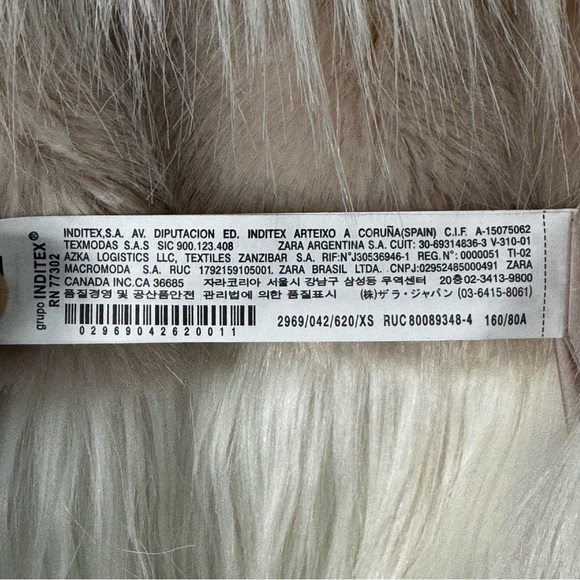 grupo INDITEX®
RN 77302
INDITEX,S.A. AV. DIPUTACION ED. INDITEX ARTEIXO A CORUÑA(SPAIN) C.I.F. A-15075062
TEXMODAS S.A.S SIC 900.123.408 ZARA ARGENTINA S.A. CUIT: 30-69314836-3 V-310-01
AZKA LOGISTICS LLC, TEXTILES ZANZIBAR S.A. RIF:N°J30536946-1 REG.N°: 0000051 TI-02
MACROMODA S.A. RUC 1792159105001. ZARA BRASIL LTDA. .CNPJ:02952485000491 ZARA
CANADA INC.CA 36685 자라코리아 서울시 강남구 삼성동 무역센터 20층 02-3413-9800
품질경영 및 공산품안전 관리법에 의한 품질표시 (株)ザラ・ジャパン (03-6415-8061)
02969042620011 2969/042/620/XS RUC80089348-4 160/80A